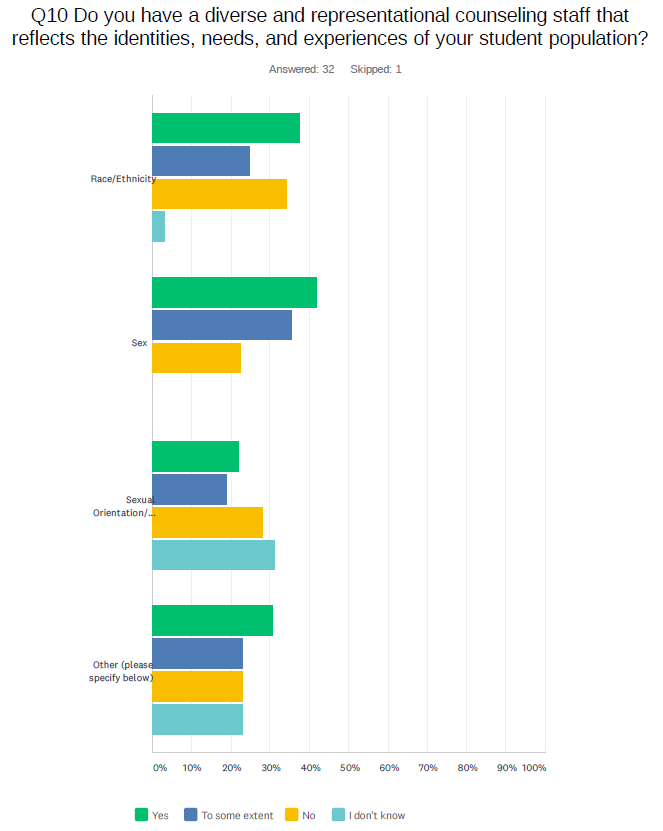 Q10 Do you have a diverse and representational counseling staff that
reflects the identities, needs, and experiences of your student population?
Answered: 32 Skipped: 1
Race/Ethnicity
Sex
Sexual
Orientation/...
Other (please
specify below)
0% 10% 20% 30% 40% 50% 60% 70% 80% 90% 100%
Yes To some extent No I don't know